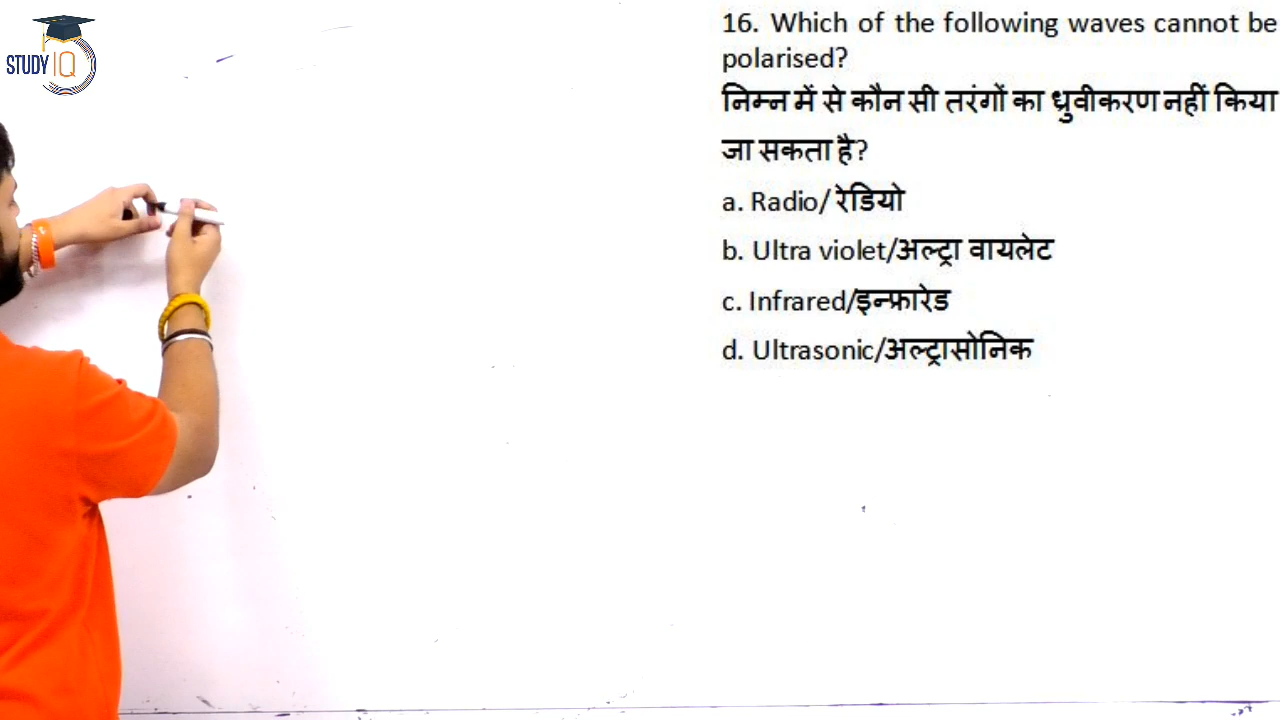 STUDY IQ
16. Which of the following waves cannot be
polarised?
निम्न में से कौन सी तरंगों का ध्रुवीकरण नहीं किया
जा सकता है?
a. Radio/ रेडियो
b. Ultra violet/अल्ट्रा वायलेट
c. Infrared/इन्फ्रारेड
d. Ultrasonic/अल्ट्रासोनिक